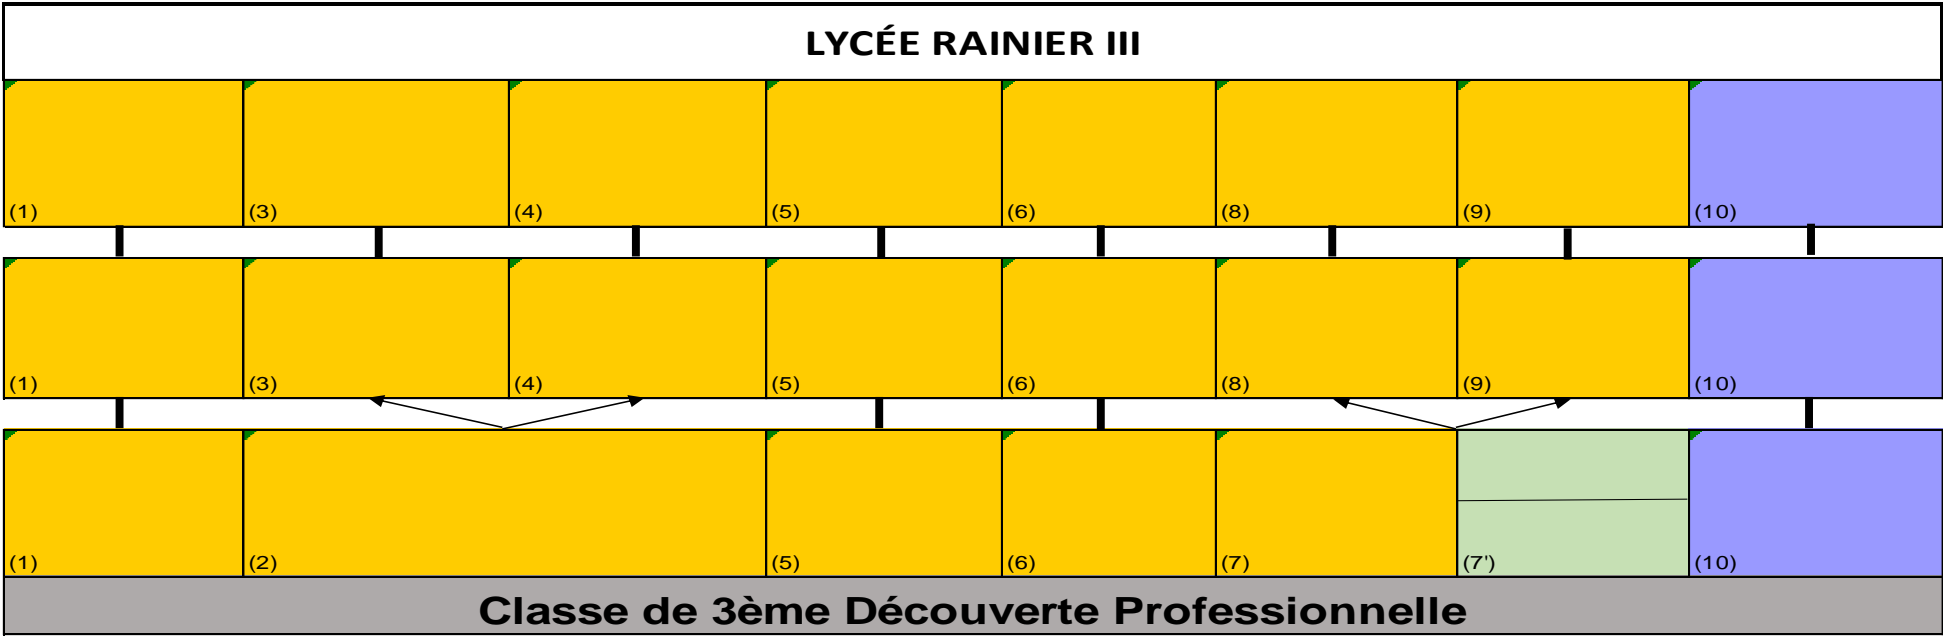 LYCÉE RAINIER III
(1) (3) (4) (5) (6) (8) (9) (10)
(1) (3) (4) (5) (6) (8) (9) (10)
(1) (2) (5) (6) (7) (7') (10)
Classe de 3ème Découverte Professionnelle